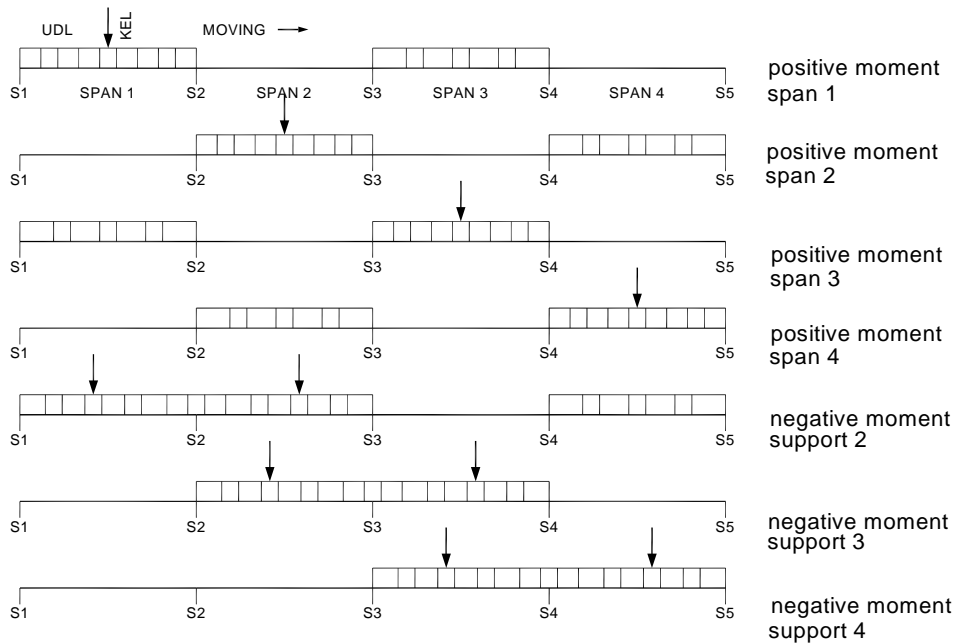 UDL KEL MOVING
S1 SPAN 1 S2 SPAN 2 S3 SPAN 3 S4 SPAN 4 S5
positive moment
span 1
S1 S2 S3 S4 S5
positive moment
span 2
S1 S2 S3 S4 S5
positive moment
span 3
S1 S2 S3 S4 S5
positive moment
span 4
S1 S2 S3 S4 S5
negative moment
support 2
S1 S2 S3 S4 S5
negative moment
support 3
S1 S2 S3 S4 S5
negative moment
support 4